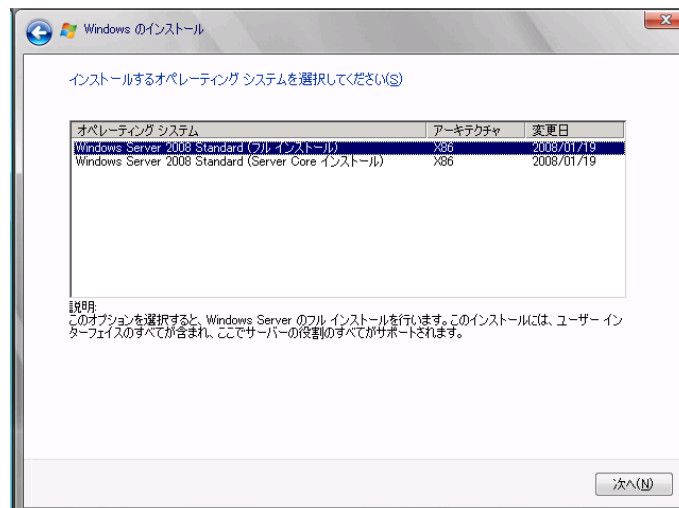 Windows のインストール
インストールするオペレーティング システムを選択してください(S)
オペレーティング システム アーキテクチャ 変更日
Windows Server 2008 Standard (フル インストール) X86 2008/01/19
Windows Server 2008 Standard (Server Core インストール) X86 2008/01/19
説明:
このオプションを選択すると、Windows Server のフル インストールを行います。このインストールには、ユーザー イン
ターフェイスのすべてが含まれ、ここでサーバーの役割のすべてがサポートされます。
次へ(N)